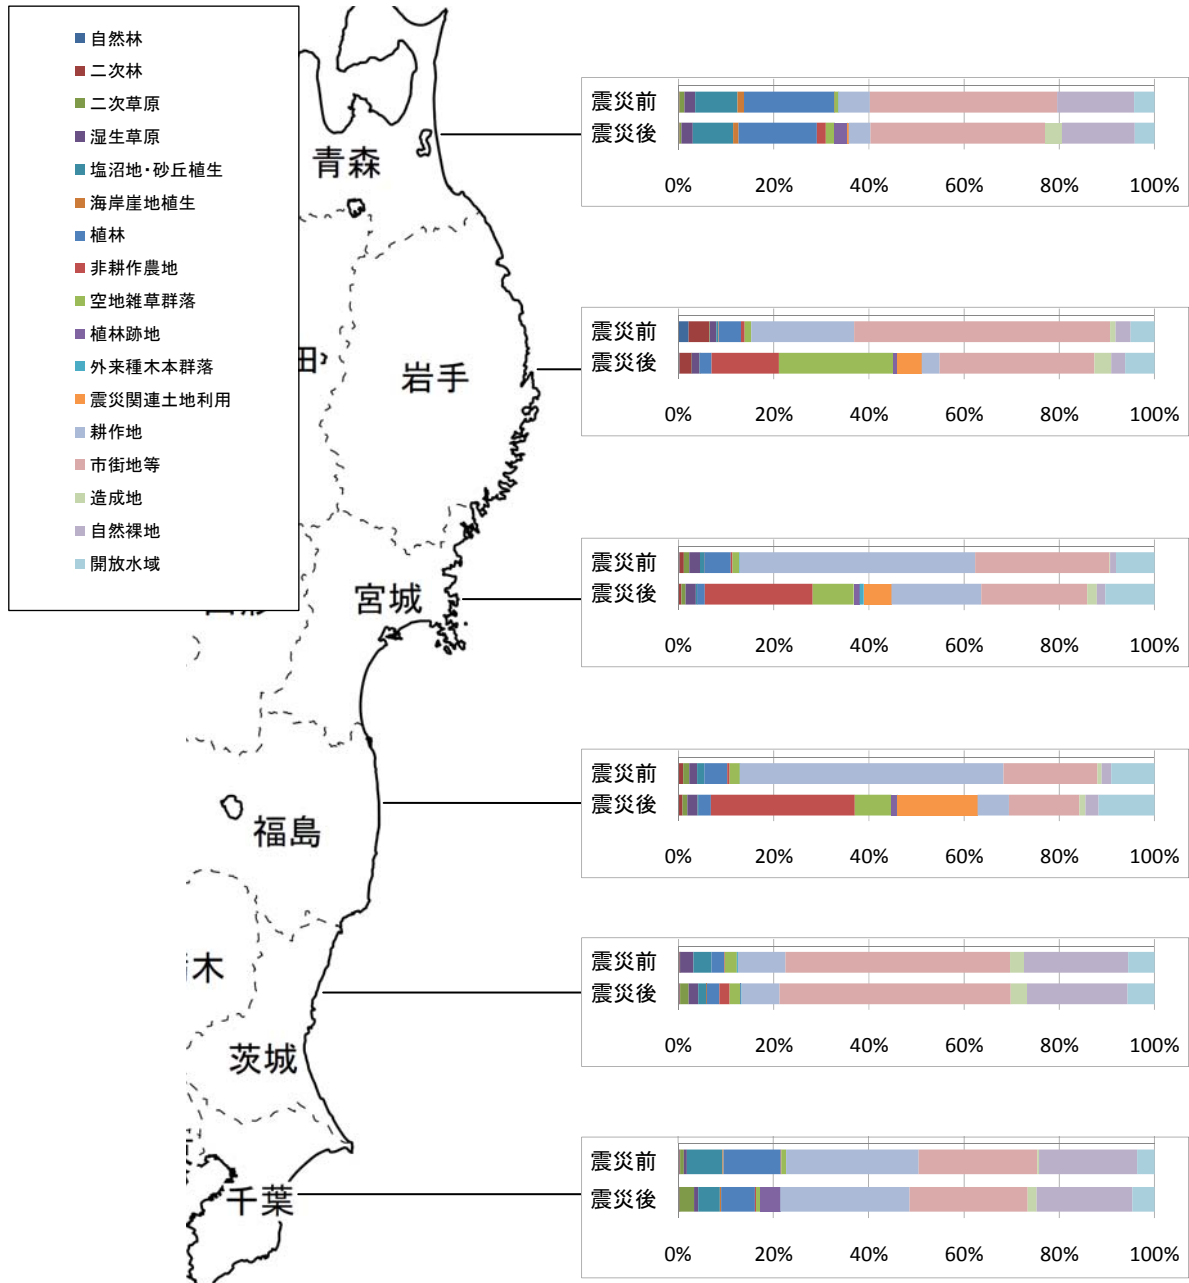 自然林
二次林
二次草原
湿生草原
塩沼地・砂丘植生
海岸崖地植生
植林
非耕作農地
空地雑草群落
植林跡地
外来種木本群落
震災関連土地利用
耕作地
市街地等
造成地
自然裸地
開放水域
青森
岩手
宮城
福島
木
茨城
千葉
震災前
震災後
0% 20% 40% 60% 80% 100%
震災前
震災後
0% 20% 40% 60% 80% 100%
震災前
震災後
0% 20% 40% 60% 80% 100%
震災前
震災後
0% 20% 40% 60% 80% 100%
震災前
震災後
0% 20% 40% 60% 80% 100%
震災前
震災後
0% 20% 40% 60% 80% 100%